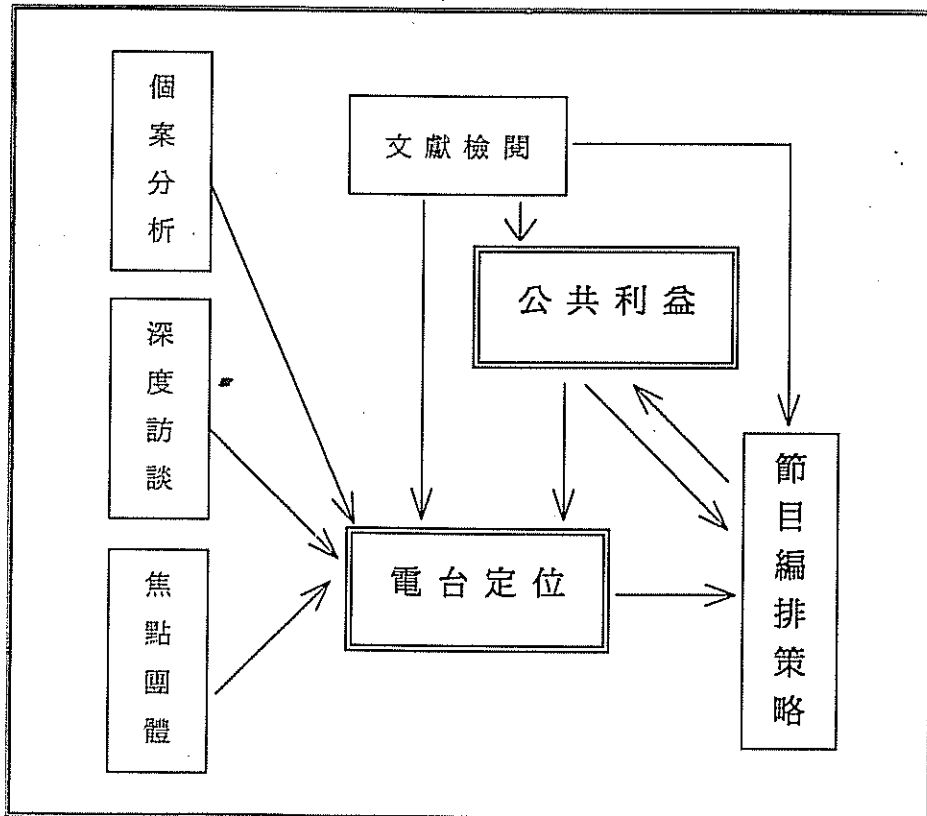 個案分析
文獻檢閱
公共利益
深度訪談
電台定位
節目編排策略
焦點團體